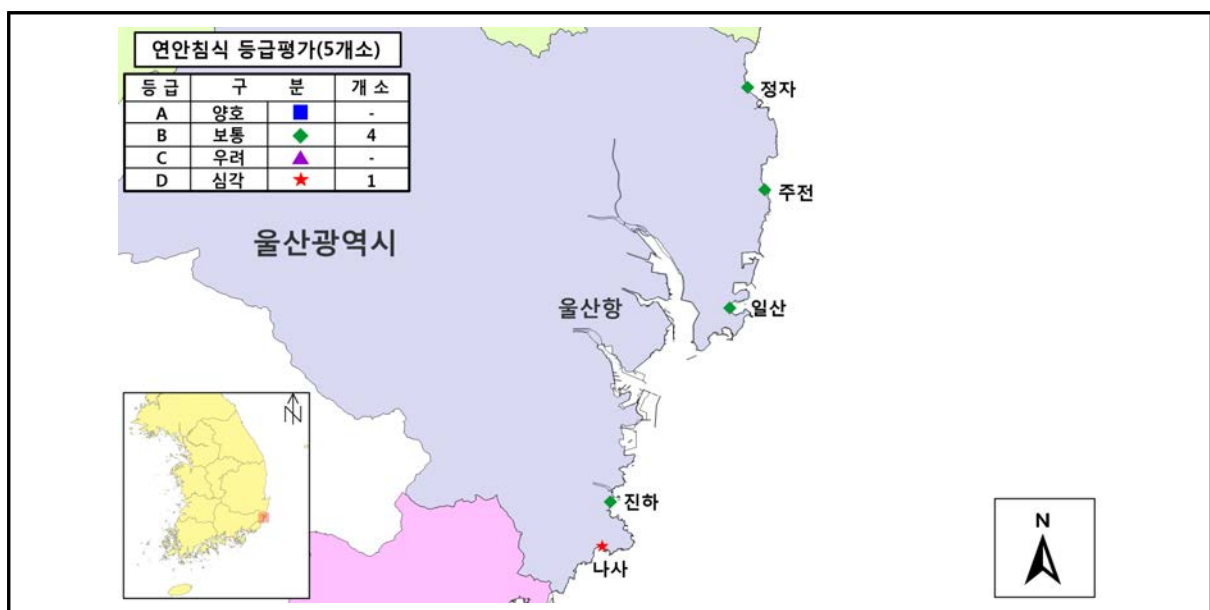 연안침식 등급평가(5개소)
등급 구 분 개소
A 양호 -
B 보통 4
C 우려 -
D 심각 1
정자
주전
울산광역시
울산항
일산
N
진하
나사
N